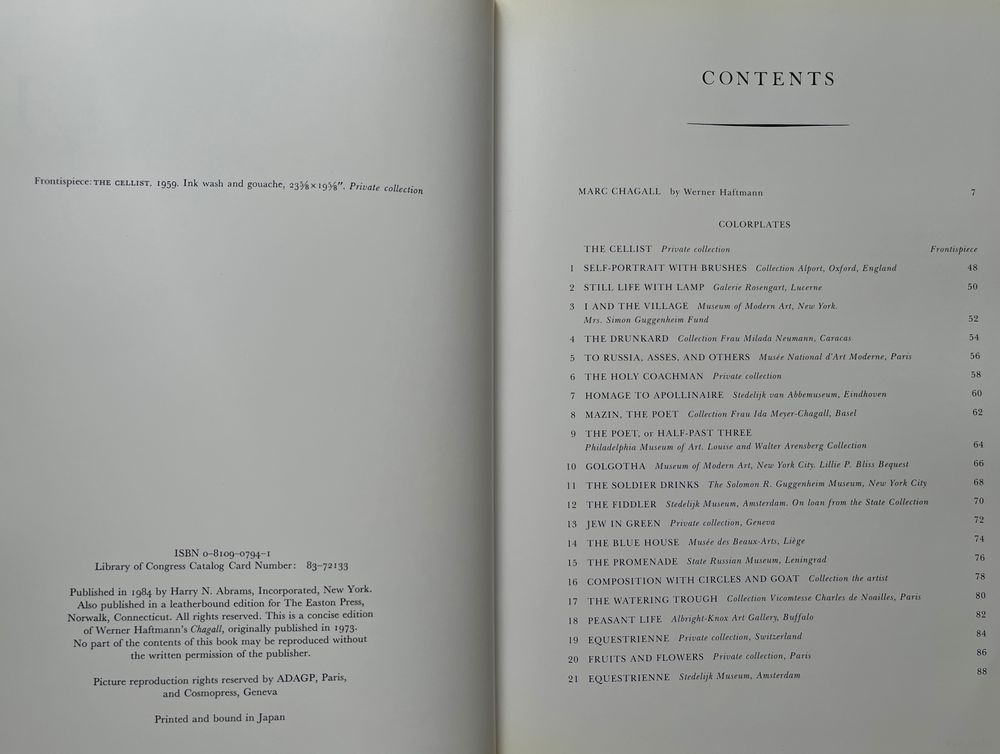 Frontispiece: THE CELLIST, 1959. Ink wash and gouache, 23⅝ × 19⅝″. Private collection
ISBN 0–8109–0794–1
Library of Congress Catalog Card Number: 83–72133
Published in 1984 by Harry N. Abrams, Incorporated, New York.
Also published in a leatherbound edition for The Easton Press,
Norwalk, Connecticut. All rights reserved. This is a concise edition
of Werner Haftmann's Chagall, originally published in 1973.
No part of the contents of this book may be reproduced without
the written permission of the publisher.
Picture reproduction rights reserved by ADAGP, Paris,
and Cosmopress, Geneva
Printed and bound in Japan
CONTENTS
MARC CHAGALL by Werner Haftmann 7
COLORPLATES
THE CELLIST Private collection Frontispiece
1 SELF-PORTRAIT WITH BRUSHES Collection Alport, Oxford, England 48
2 STILL LIFE WITH LAMP Galerie Rosengart, Lucerne 50
3 I AND THE VILLAGE Museum of Modern Art, New York.
Mrs. Simon Guggenheim Fund 52
4 THE DRUNKARD Collection Frau Milada Neumann, Caracas 54
5 TO RUSSIA, ASSES, AND OTHERS Musée National d'Art Moderne, Paris 56
6 THE HOLY COACHMAN Private collection 58
7 HOMAGE TO APOLLINAIRE Stedelijk van Abbemuseum, Eindhoven 60
8 MAZIN, THE POET Collection Frau Ida Meyer-Chagall, Basel 62
9 THE POET, or HALF-PAST THREE
Philadelphia Museum of Art. Louise and Walter Arensberg Collection 64
10 GOLGOTHA Museum of Modern Art, New York City. Lillie P. Bliss Bequest 66
11 THE SOLDIER DRINKS The Solomon R. Guggenheim Museum, New York City 68
12 THE FIDDLER Stedelijk Museum, Amsterdam. On loan from the State Collection 70
13 JEW IN GREEN Private collection, Geneva 72
14 THE BLUE HOUSE Musée des Beaux-Arts, Liège 74
15 THE PROMENADE State Russian Museum, Leningrad 76
16 COMPOSITION WITH CIRCLES AND GOAT Collection the artist 78
17 THE WATERING TROUGH Collection Vicomtesse Charles de Noailles, Paris 80
18 PEASANT LIFE Albright-Knox Art Gallery, Buffalo 82
19 EQUESTRIENNE Private collection, Switzerland 84
20 FRUITS AND FLOWERS Private collection, Paris 86
21 EQUESTRIENNE Stedelijk Museum, Amsterdam 88